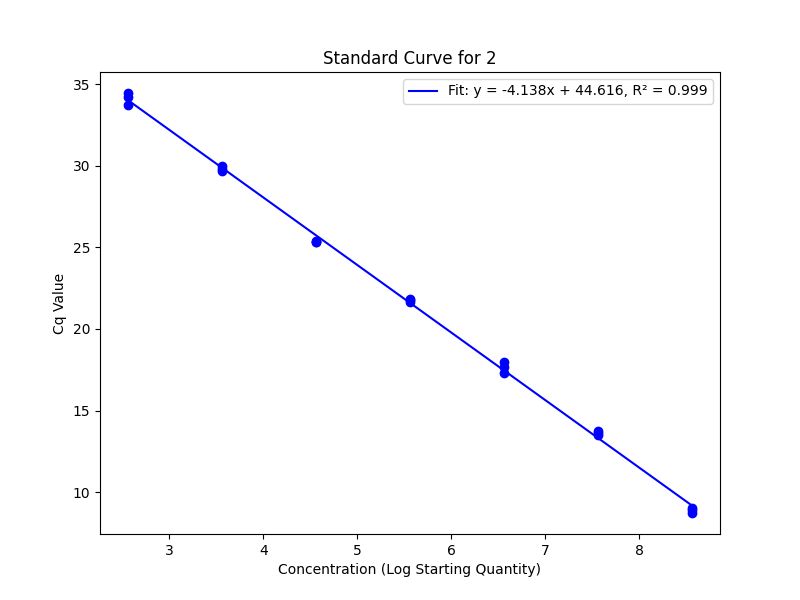 Standard Curve for 2
Fit: y = -4.138x + 44.616, R² = 0.999
35
30
25
20
15
10
Cq Value
3 4 5 6 7 8
Concentration (Log Starting Quantity)